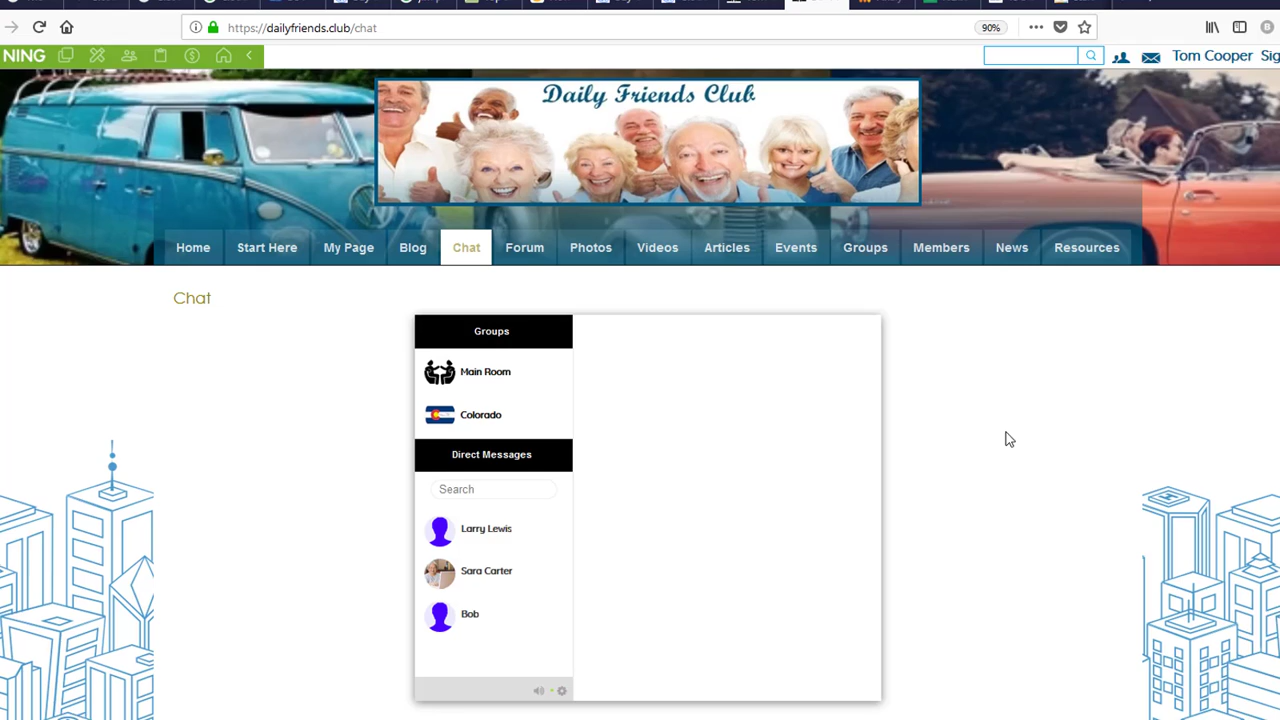 https://dailyfriends.club/chat
90%
NING
Tom Cooper
Daily Friends Club
Home Start Here My Page Blog Chat Forum Photos Videos Articles Events Groups Members News Resources
Chat
Groups
Main Room
Colorado
Direct Messages
Search
Larry Lewis
Sara Carter
Bob